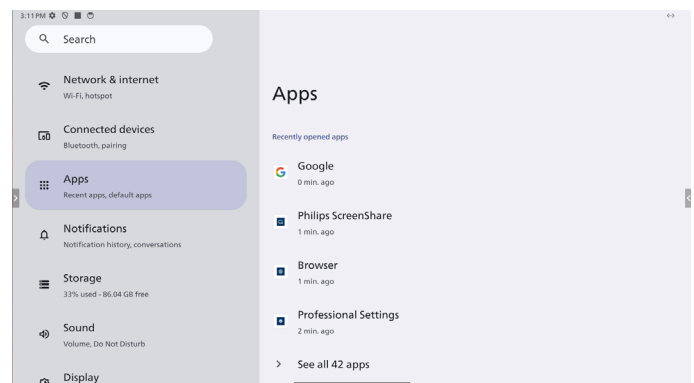 3:11 PM
Search
Network & internet
Wi-Fi, hotspot
Connected devices
Bluetooth, pairing
Apps
Recent apps, default apps
Notifications
Notification history, conversations
Storage
33% used - 86.04 GB free
Sound
Volume, Do Not Disturb
Display
Apps
Recently opened apps
Google
0 min. ago
Philips ScreenShare
1 min. ago
Browser
1 min. ago
Professional Settings
2 min. ago
See all 42 apps